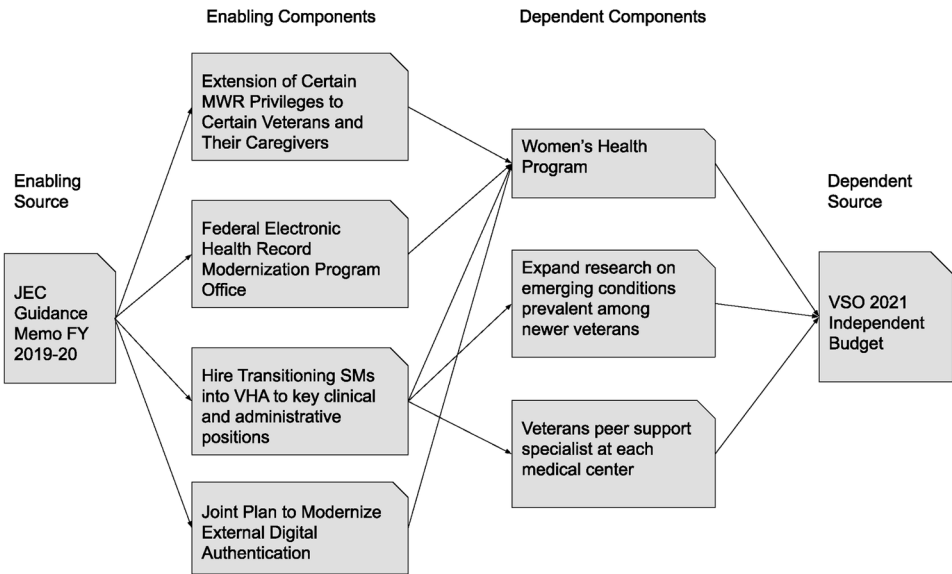 Enabling Components
Dependent Components
Enabling
Source
JEC
Guidance
Memo FY
2019-20
Extension of Certain
MWR Privileges to
Certain Veterans and
Their Caregivers
Federal Electronic
Health Record
Modernization Program
Office
Hire Transitioning SMs
into VHA to key clinical
and administrative
positions
Joint Plan to Modernize
External Digital
Authentication
Women's Health
Program
Expand research on
emerging conditions
prevalent among
newer veterans
Veterans peer support
specialist at each
medical center
Dependent
Source
VSO 2021
Independent
Budget